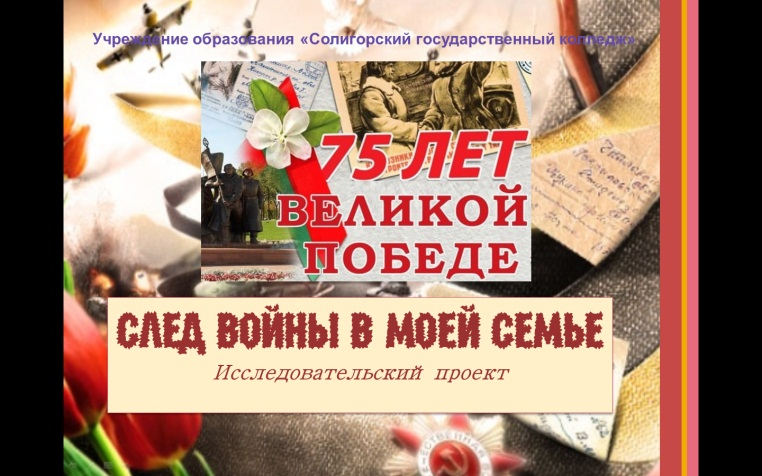 Учреждение образования «Солигорский государственный колледж»
75 ЛЕТ
ВЕЛИКОЙ
ПОБЕДЕ
СЛЕД ВОЙНЫ В МОЕЙ СЕМЬЕ
Исследовательский проект